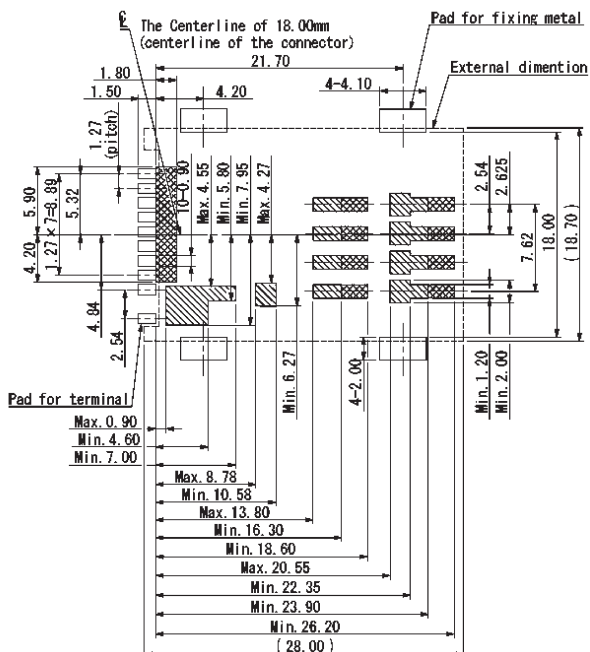 ℄
The Centerline of 18.00mm
(centerline of the connector)
Pad for fixing metal
21.70
External dimention
1.80
4-4.10
1.50
4.20
1.27
(pitch)
10-0.90
Max.4.55
Min.5.80
Min.7.95
Max.4.27
2.54
2.625
5.90
1.27×7=8.89
5.32
7.62
18.00
(18.70)
4.20
4.84
2.54
Min.6.27
4-2.00
Min.1.20
Min.2.00
Pad for terminal
Max.0.90
Min.4.60
Min.7.00
Max.8.78
Min.10.58
Max.13.80
Min.16.30
Min.18.60
Max.20.55
Min.22.35
Min.23.90
Min.26.20
(28.00)